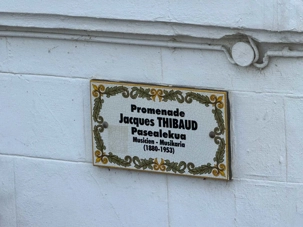 Promenade
Jacques THIBAUD
Pasealekua
Musicien - Musikaria
(1880-1953)